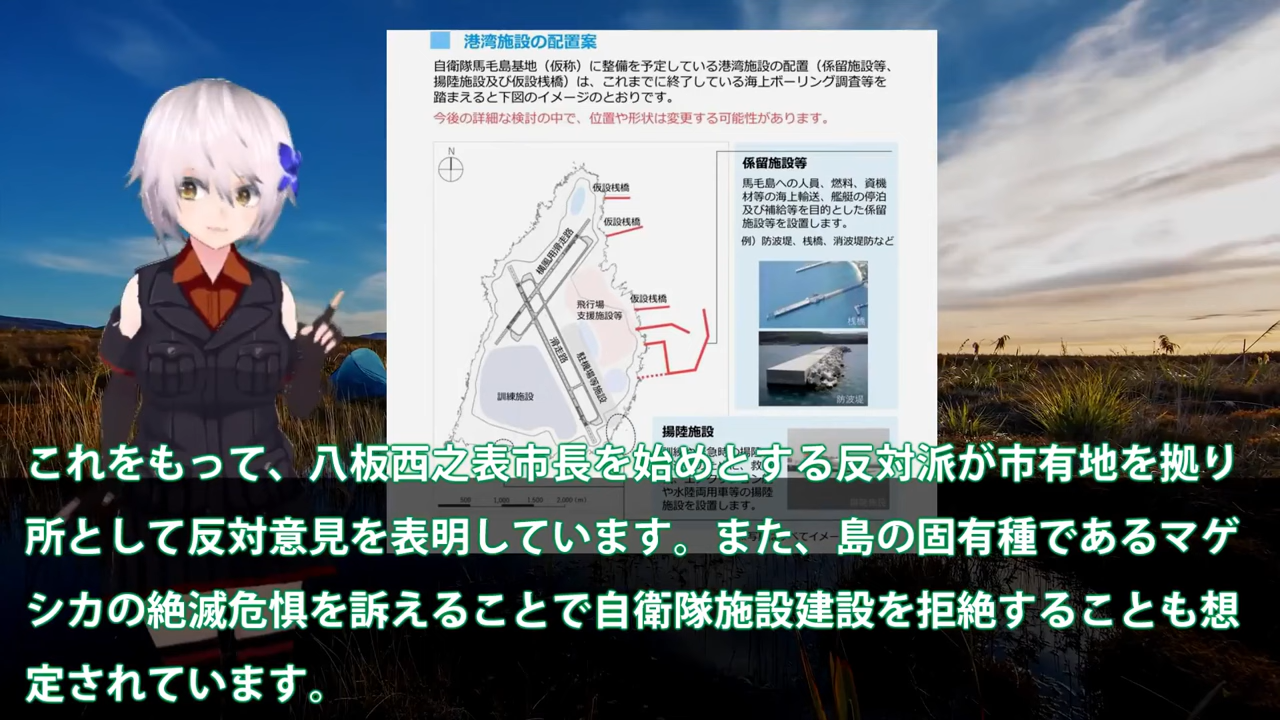 港湾施設の配置案
自衛隊馬毛島基地（仮称）に整備を予定している港湾施設の配置（係留施設等、
揚陸施設及び仮設桟橋）は、これまでに終了している海上ボーリング調査等を
踏まえると下図のイメージのとおりです。
今後の詳細な検討の中で、位置や形状は変更する可能性があります。
N
仮設桟橋
仮設桟橋
横風用滑走路
飛行場
支援施設等
仮設桟橋
滑走路
駐機場等施設
訓練施設
係留施設等
馬毛島への人員、燃料、資機
材等の海上輸送、艦艇の停泊
及び補給等を目的とした係留
施設等を設置します。
例）防波堤、桟橋、消波堤防など
桟橋
防波堤
揚陸施設
や水陸両用車等の揚陸
施設を設置します。
500 1,000 1,500 2,000 (m)
これをもって、八板西之表市長を始めとする反対派が市有地を拠り
所として反対意見を表明しています。また、島の固有種であるマゲ
シカの絶滅危惧を訴えることで自衛隊施設建設を拒絶することも想
定されています。